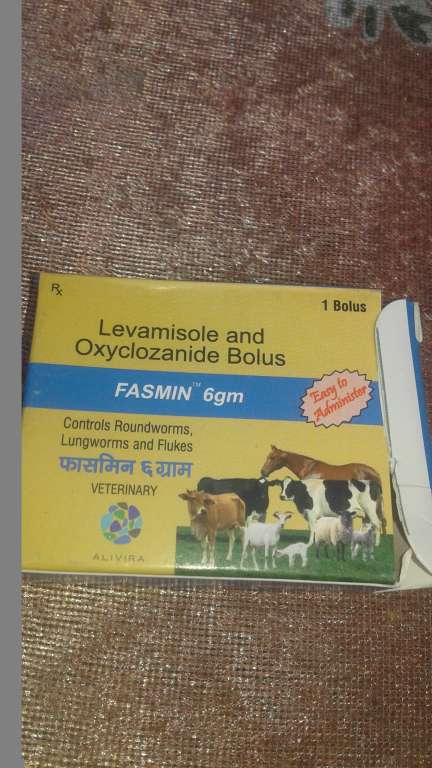 Rx
1 Bolus
Levamisole and
Oxyclozanide Bolus
FASMIN™ 6gm
Easy to
Administer
Controls Roundworms,
Lungworms and Flukes
फासमिन ६ ग्राम
VETERINARY
ALIVIRA